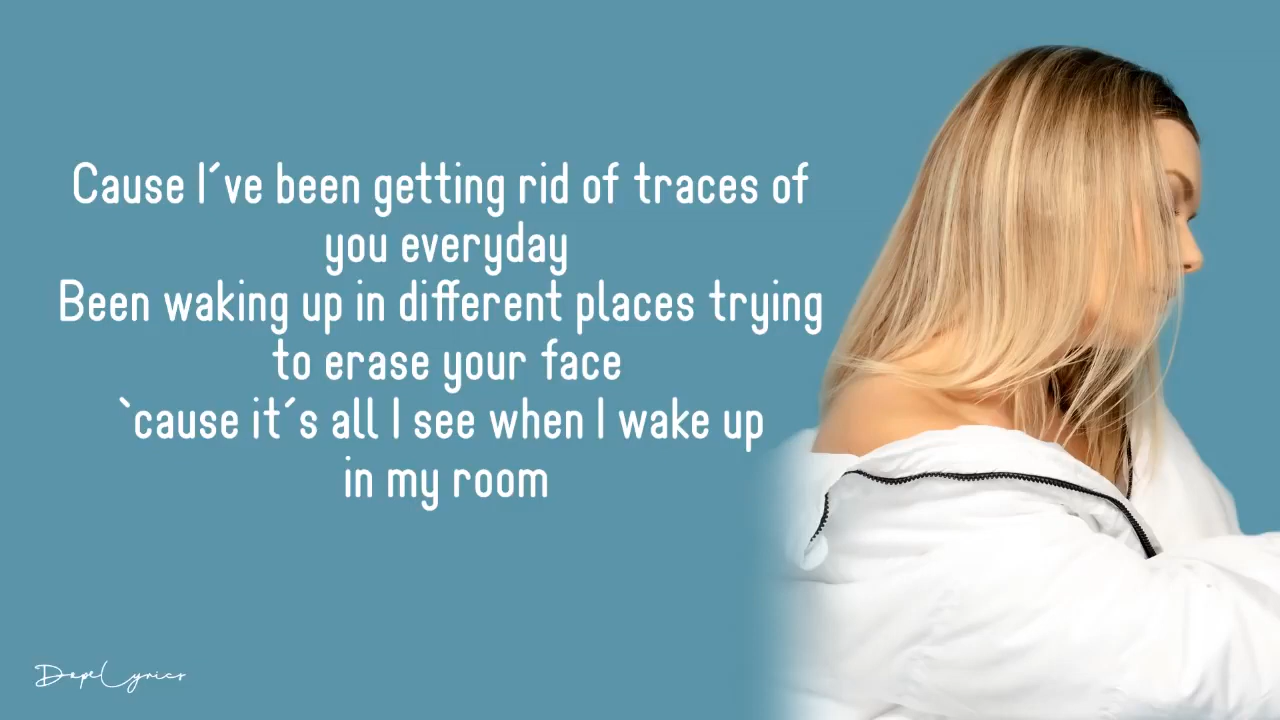 Cause I´ve been getting rid of traces of
you everyday
Been waking up in different places trying
to erase your face
`cause it´s all I see when I wake up
in my room
DopeLyrics